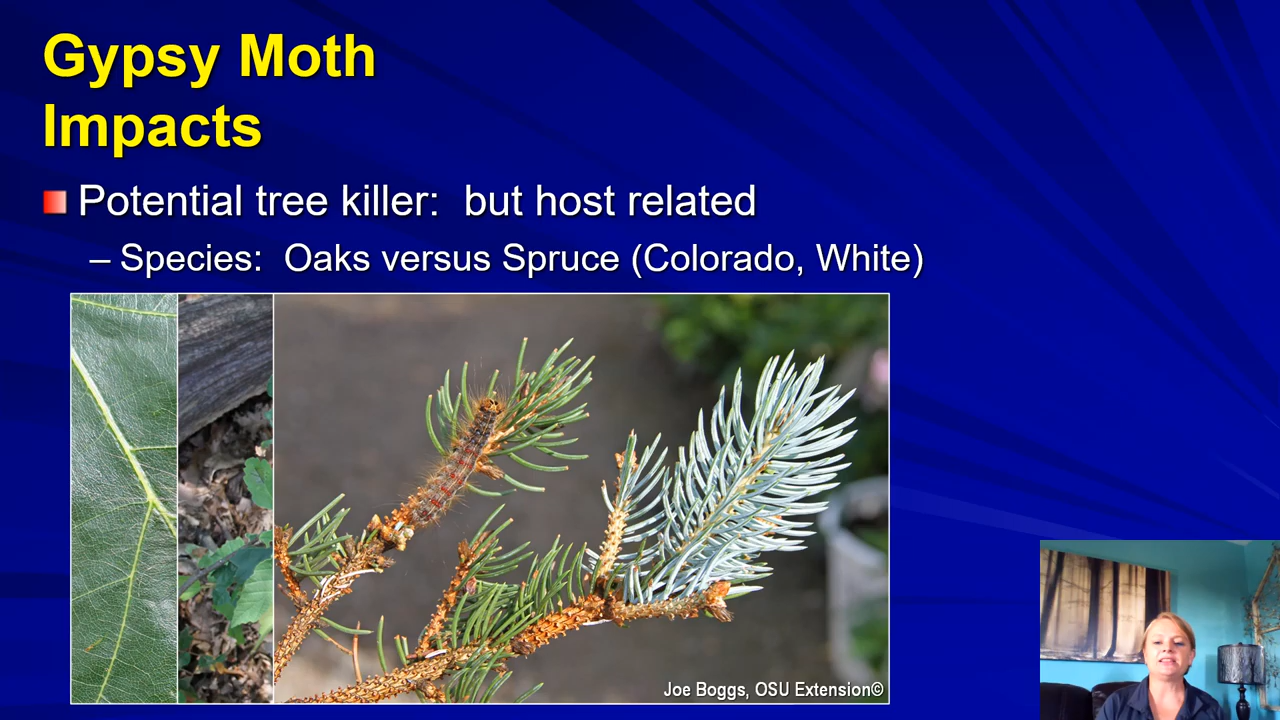 Gypsy Moth
Impacts
Potential tree killer:  but host related
– Species:  Oaks versus Spruce (Colorado, White)
Joe Boggs, OSU Extension©